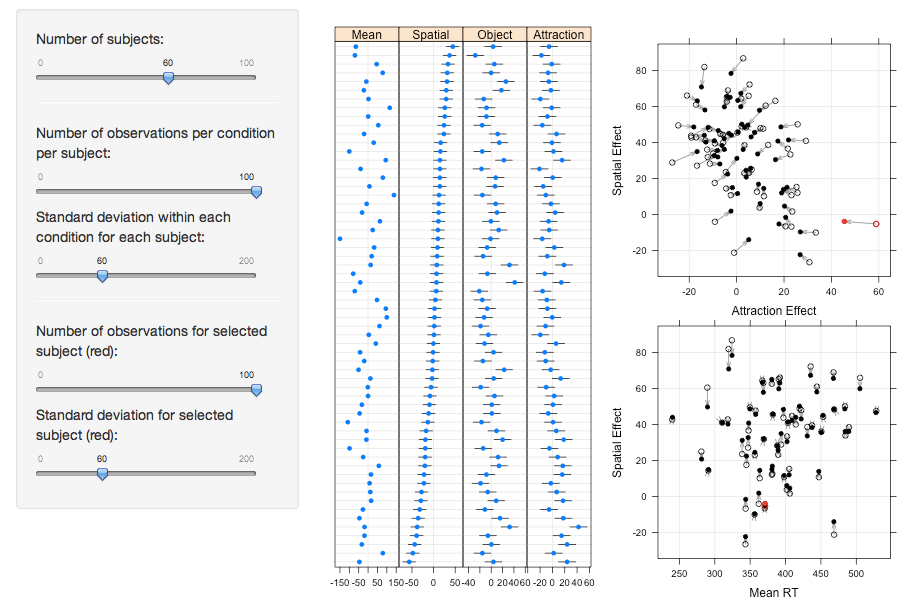 Number of subjects:
0 60 100
Number of observations per condition
per subject:
0 100
Standard deviation within each
condition for each subject:
0 60 200
Number of observations for selected
subject (red):
0 100
Standard deviation for selected
subject (red):
0 60 200
Mean Spatial Object Attraction
-150 -50 50 150 -50 0 50 -40 0 20 40 60 -20 0 20 40 60
80
60
40
20
0
-20
Spatial Effect
-20 0 20 40 60
Attraction Effect
80
60
40
20
0
-20
Spatial Effect
250 300 350 400 450 500
Mean RT